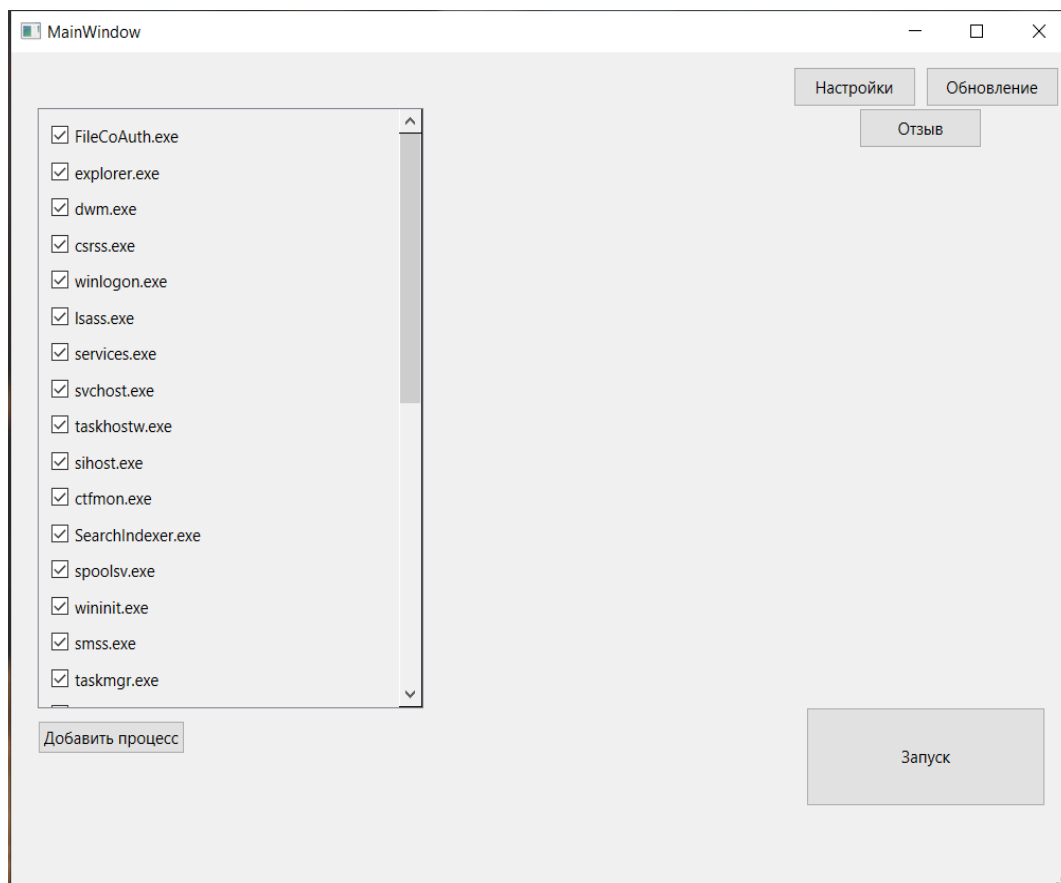 MainWindow
Настройки
Обновление
Отзыв
FileCoAuth.exe
explorer.exe
dwm.exe
csrss.exe
winlogon.exe
lsass.exe
services.exe
svchost.exe
taskhostw.exe
sihost.exe
ctfmon.exe
SearchIndexer.exe
spoolsv.exe
wininit.exe
smss.exe
taskmgr.exe
Добавить процесс
Запуск